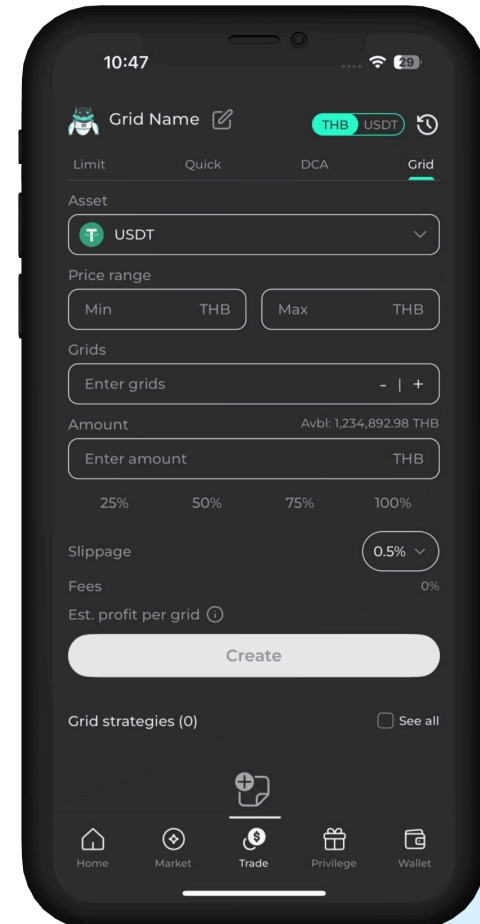 10:47
29
Grid Name
THB USDT
Limit Quick DCA Grid
Asset
USDT
Price range
Min THB Max THB
Grids
Enter grids - | +
Amount Avbl: 1,234,892.98 THB
Enter amount THB
25% 50% 75% 100%
Slippage 0.5%
Fees 0%
Est. profit per grid
Create
Grid strategies (0) See all
Home Market Trade Privilege Wallet